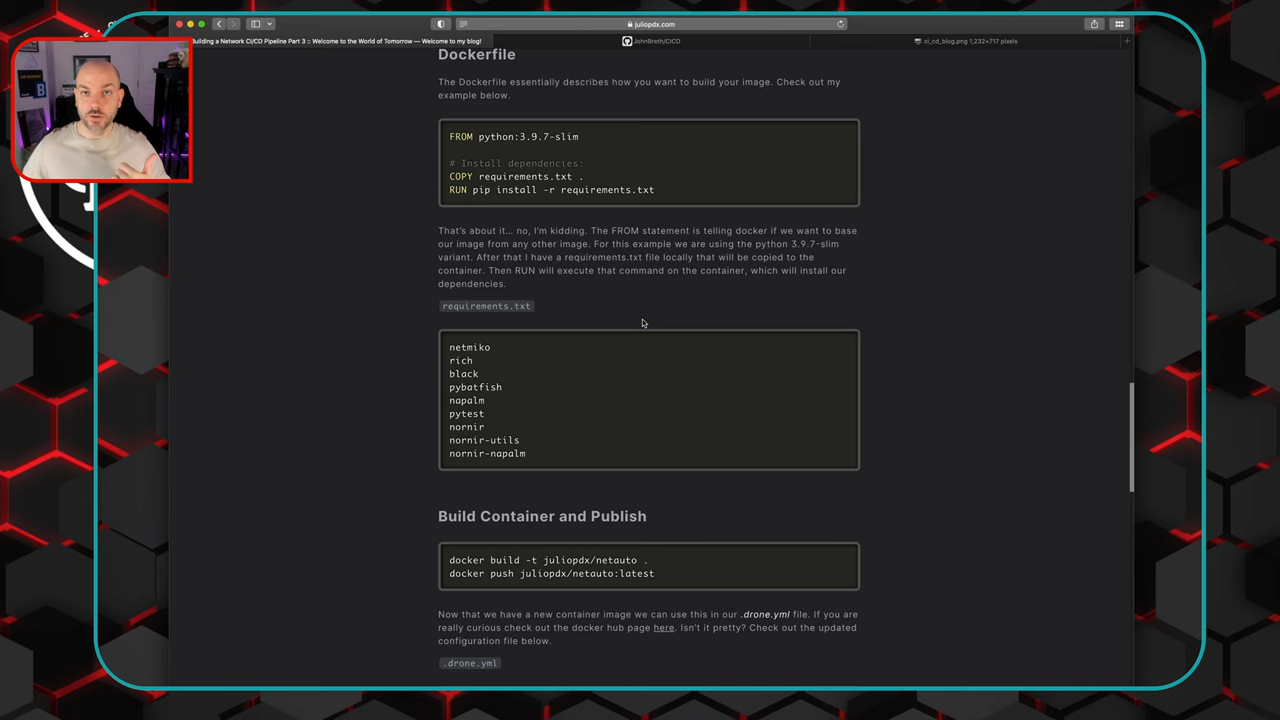 juliopdx.com
Building a Network CI/CD Pipeline Part 3 :: Welcome to the World of Tomorrow — Welcome to my blog!
JohnBreth/CICD
ci_cd_blog.png 1,232×717 pixels
Dockerfile
The Dockerfile essentially describes how you want to build your image. Check out my
example below.
FROM python:3.9.7-slim
# Install dependencies:
COPY requirements.txt .
RUN pip install -r requirements.txt
That's about it… no, I'm kidding. The FROM statement is telling docker if we want to base
our image from any other image. For this example we are using the python 3.9.7-slim
variant. After that I have a requirements.txt file locally that will be copied to the
container. Then RUN will execute that command on the container, which will install our
dependencies.
requirements.txt
netmiko
rich
black
pybatfish
napalm
pytest
nornir
nornir-utils
nornir-napalm
Build Container and Publish
docker build -t juliopdx/netauto .
docker push juliopdx/netauto:latest
Now that we have a new container image we can use this in our .drone.yml file. If you are
really curious check out the docker hub page here. Isn't it pretty? Check out the updated
configuration file below.
.drone.yml